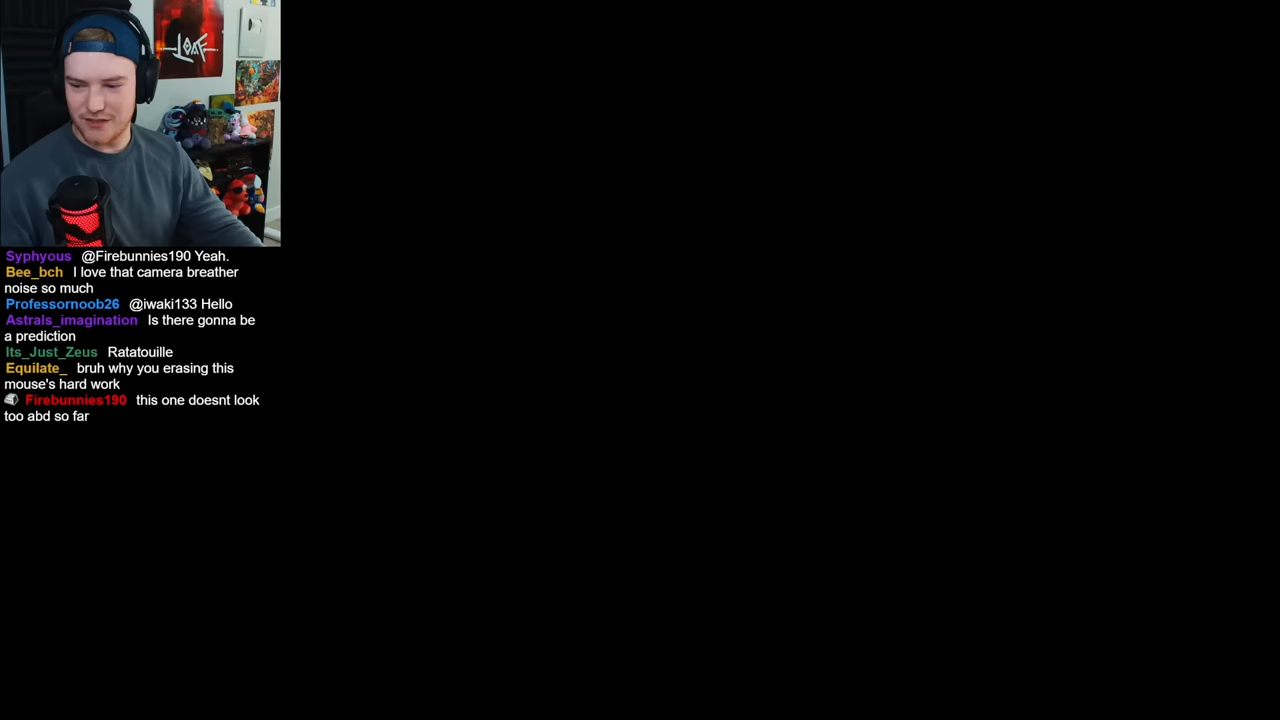 LOAF
Syphyous @Firebunnies190 Yeah.
Bee_bch I love that camera breather
noise so much
Professornoob26 @iwaki133 Hello
Astrals_imagination Is there gonna be
a prediction
Its_Just_Zeus Ratatouille
Equilate_ bruh why you erasing this
mouse's hard work
Firebunnies190 this one doesnt look
too abd so far